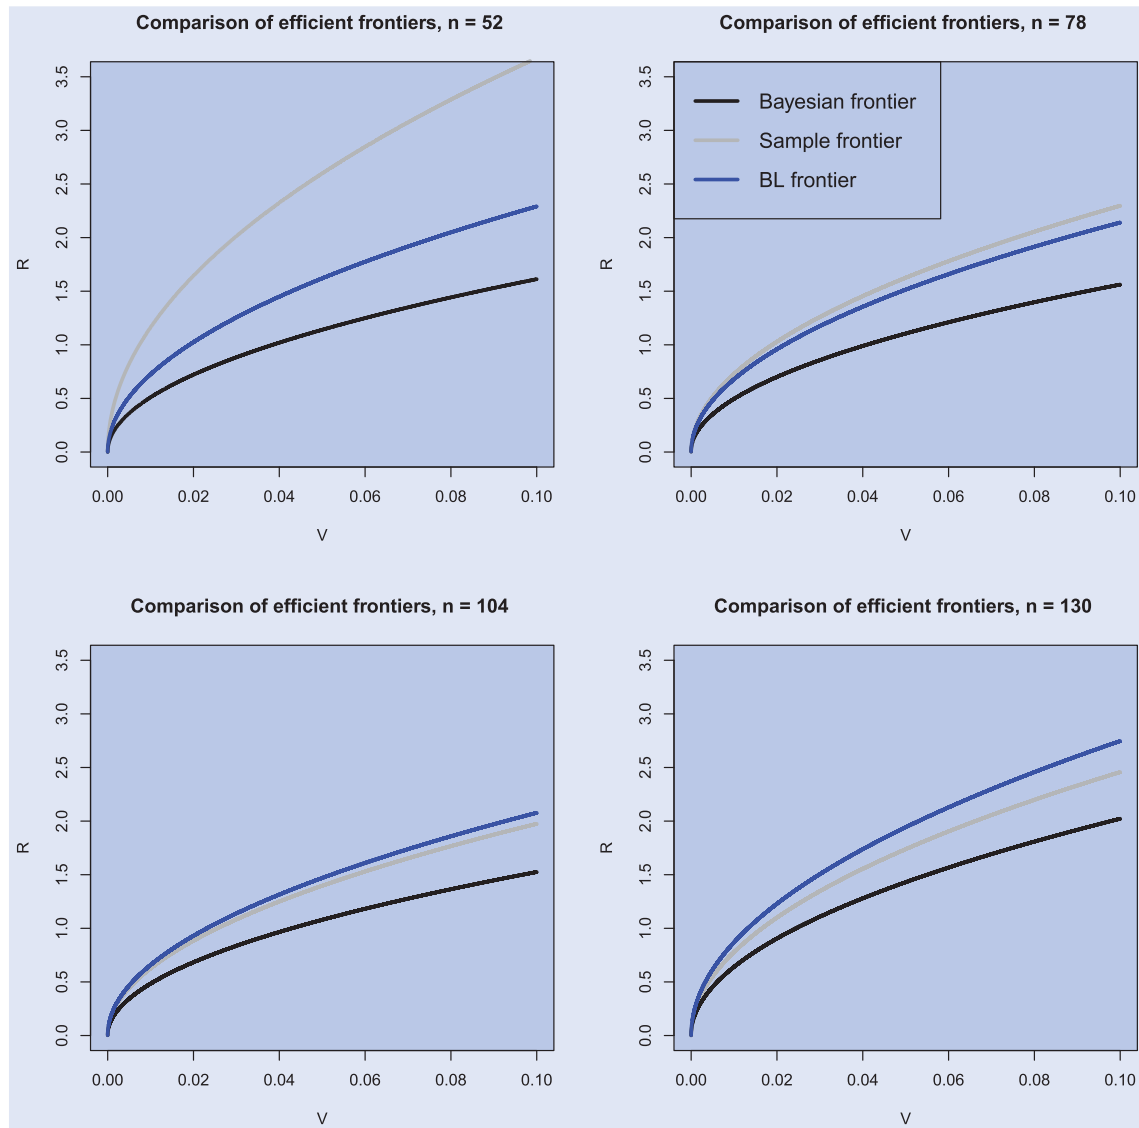 Comparison of efficient frontiers, n = 52
R
3.5
3.0
2.5
2.0
1.5
1.0
0.5
0.0
0.00 0.02 0.04 0.06 0.08 0.10
V
Comparison of efficient frontiers, n = 78
Bayesian frontier
Sample frontier
BL frontier
R
3.5
3.0
2.5
2.0
1.5
1.0
0.5
0.0
0.00 0.02 0.04 0.06 0.08 0.10
V
Comparison of efficient frontiers, n = 104
R
3.5
3.0
2.5
2.0
1.5
1.0
0.5
0.0
0.00 0.02 0.04 0.06 0.08 0.10
V
Comparison of efficient frontiers, n = 130
R
3.5
3.0
2.5
2.0
1.5
1.0
0.5
0.0
0.00 0.02 0.04 0.06 0.08 0.10
V